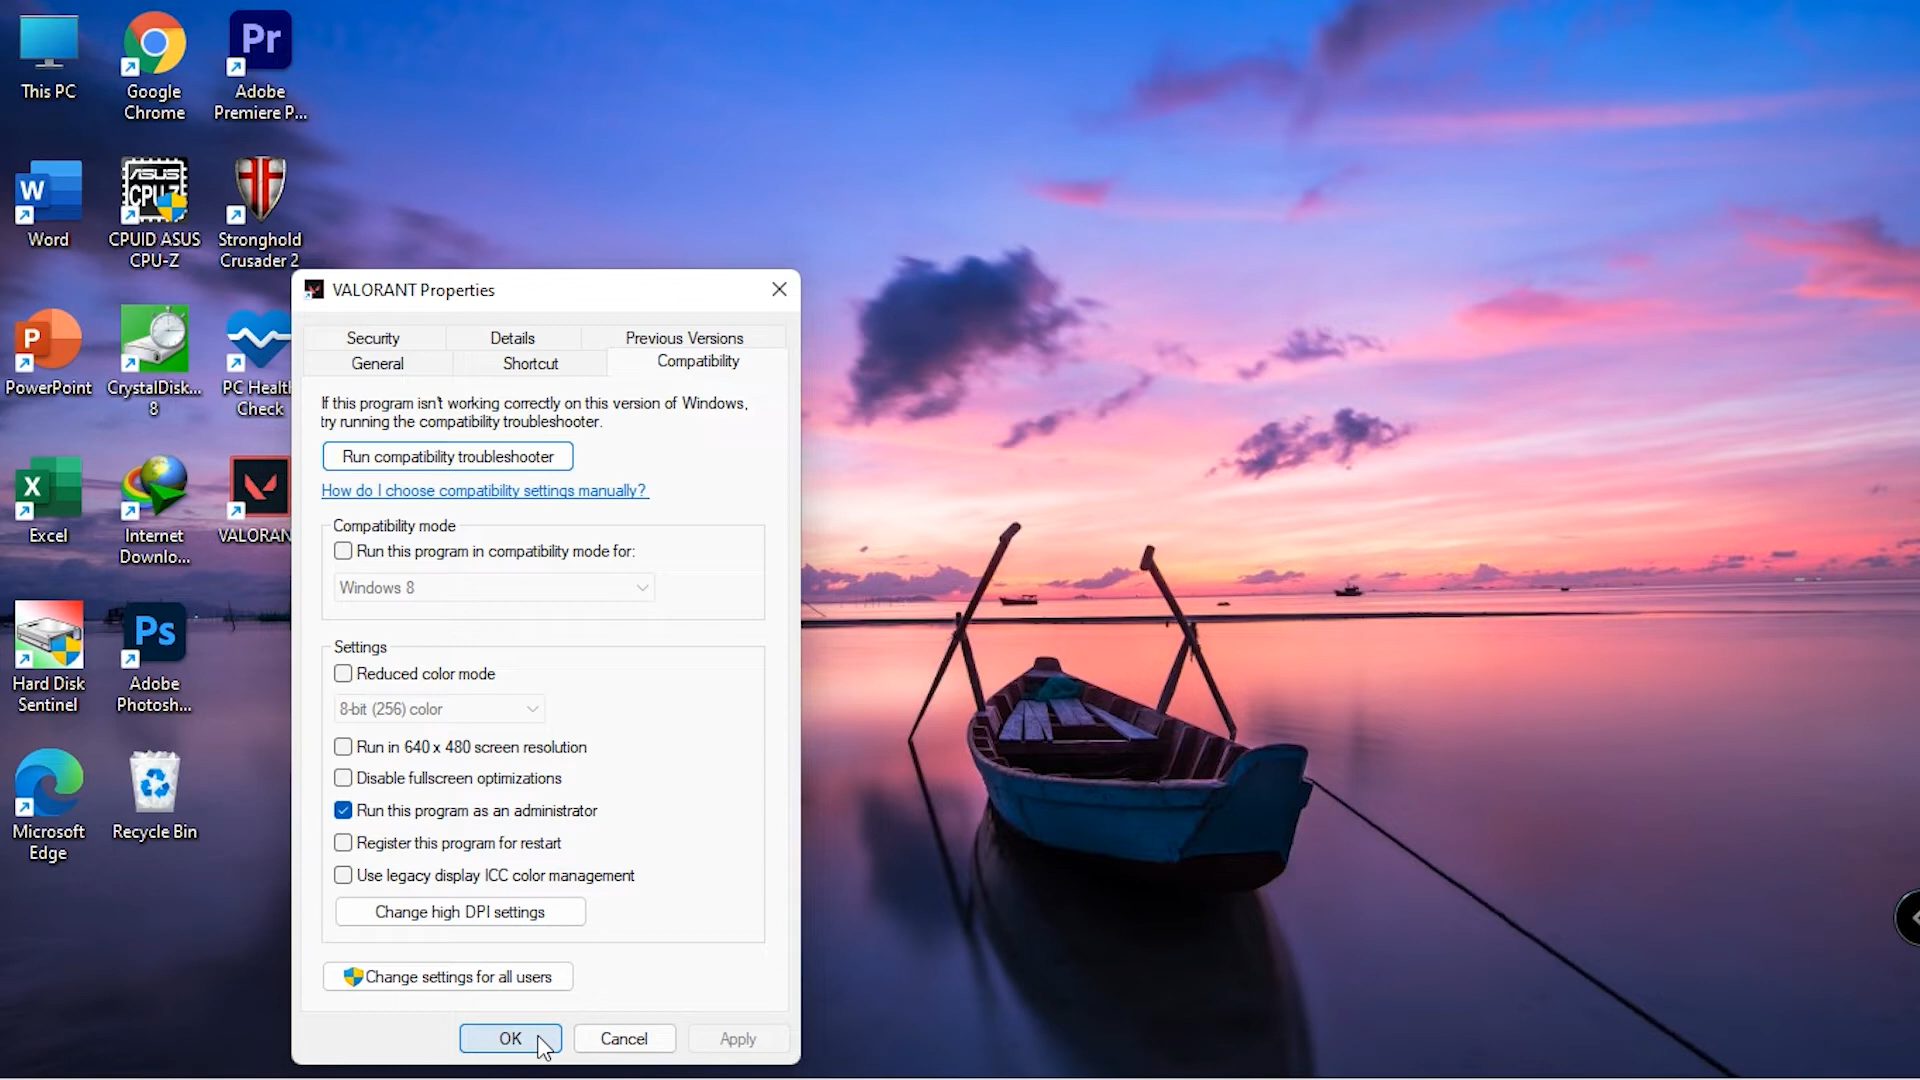 This PC
Google
Chrome
Adobe
Premiere P...
Pr
Word
W
CPUID ASUS
CPU-Z
ASUS
CPU-Z
Stronghold
Crusader 2
PowerPoint
P
CrystalDisk...
8
PC Health
Check
Excel
X
Internet
Downlo...
VALORAN
Hard Disk
Sentinel
Ps
Adobe
Photosh...
Microsoft
Edge
Recycle Bin
VALORANT Properties
Security
Details
Previous Versions
General
Shortcut
Compatibility
If this program isn't working correctly on this version of Windows,
try running the compatibility troubleshooter.
Run compatibility troubleshooter
How do I choose compatibility settings manually?
Compatibility mode
Run this program in compatibility mode for:
Windows 8
Settings
Reduced color mode
8-bit (256) color
Run in 640 x 480 screen resolution
Disable fullscreen optimizations
Run this program as an administrator
Register this program for restart
Use legacy display ICC color management
Change high DPI settings
Change settings for all users
OK
Cancel
Apply